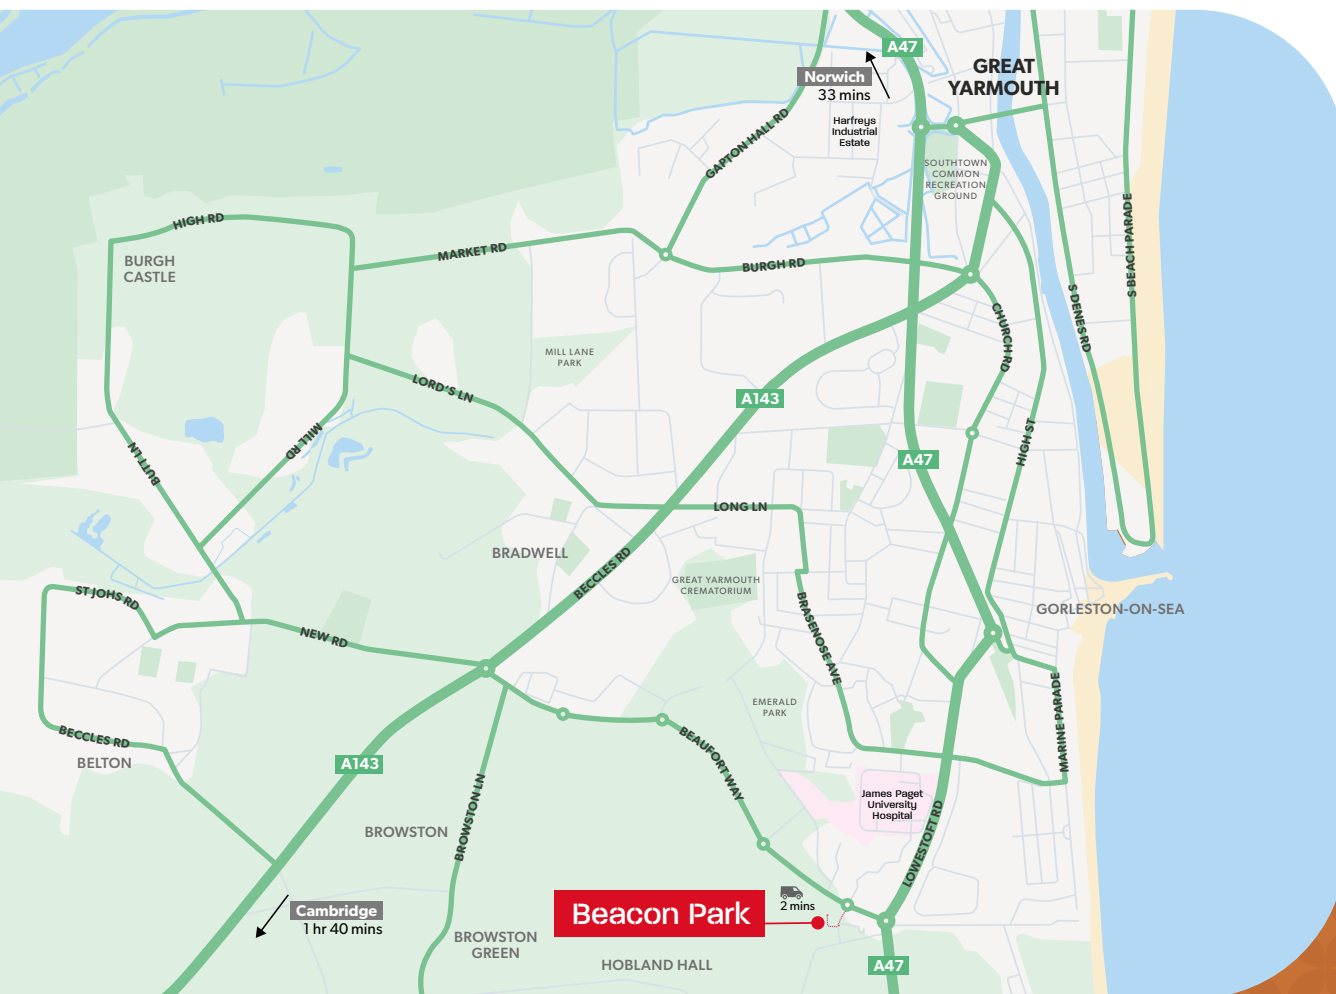 A47
GREAT
YARMOUTH
Norwich
33 mins
Harfreys
Industrial
Estate
GAPTON HALL RD
SOUTHTOWN
COMMON
RECREATION
GROUND
HIGH RD
MARKET RD
BURGH
CASTLE
BURGH RD
S BEACH PARADE
S DENES RD
CHURCH RD
MILL LANE
PARK
LORD'S LN
A143
MILL RD
BUTT LN
HIGH ST
A47
LONG LN
BRADWELL
BECCLES RD
GREAT YARMOUTH
CREMATORIUM
ST JOHS RD
GORLESTON-ON-SEA
BRASENOSE AVE
NEW RD
EMERALD
PARK
MARINE PARADE
BECCLES RD
BELTON
A143
BEAUFORT WAY
BROWSTON LN
James Paget
University
Hospital
BROWSTON
LOWESTOFT RD
Cambridge
1 hr 40 mins
Beacon Park
2 mins
BROWSTON
GREEN
HOBLAND HALL
A47